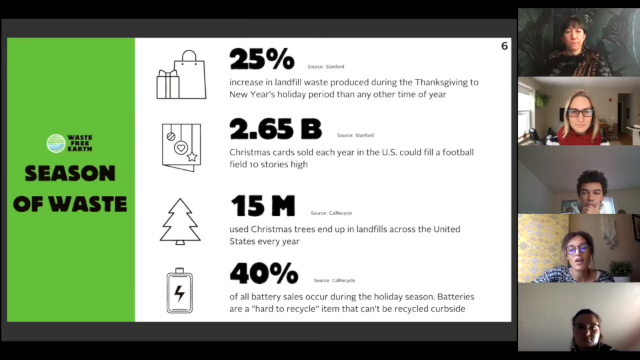 6
WASTE
FREE
EARTH
SEASON
OF WASTE
25%
Source: Stanford
increase in landfill waste produced during the Thanksgiving to
New Year's holiday period than any other time of year
2.65 B
Source: Stanford
Christmas cards sold each year in the U.S. could fill a football
field 10 stories high
15 M
Source: CalRecycle
used Christmas trees end up in landfills across the United
States every year
40%
Source: CalRecycle
of all battery sales occur during the holiday season. Batteries
are a "hard to recycle" item that can't be recycled curbside